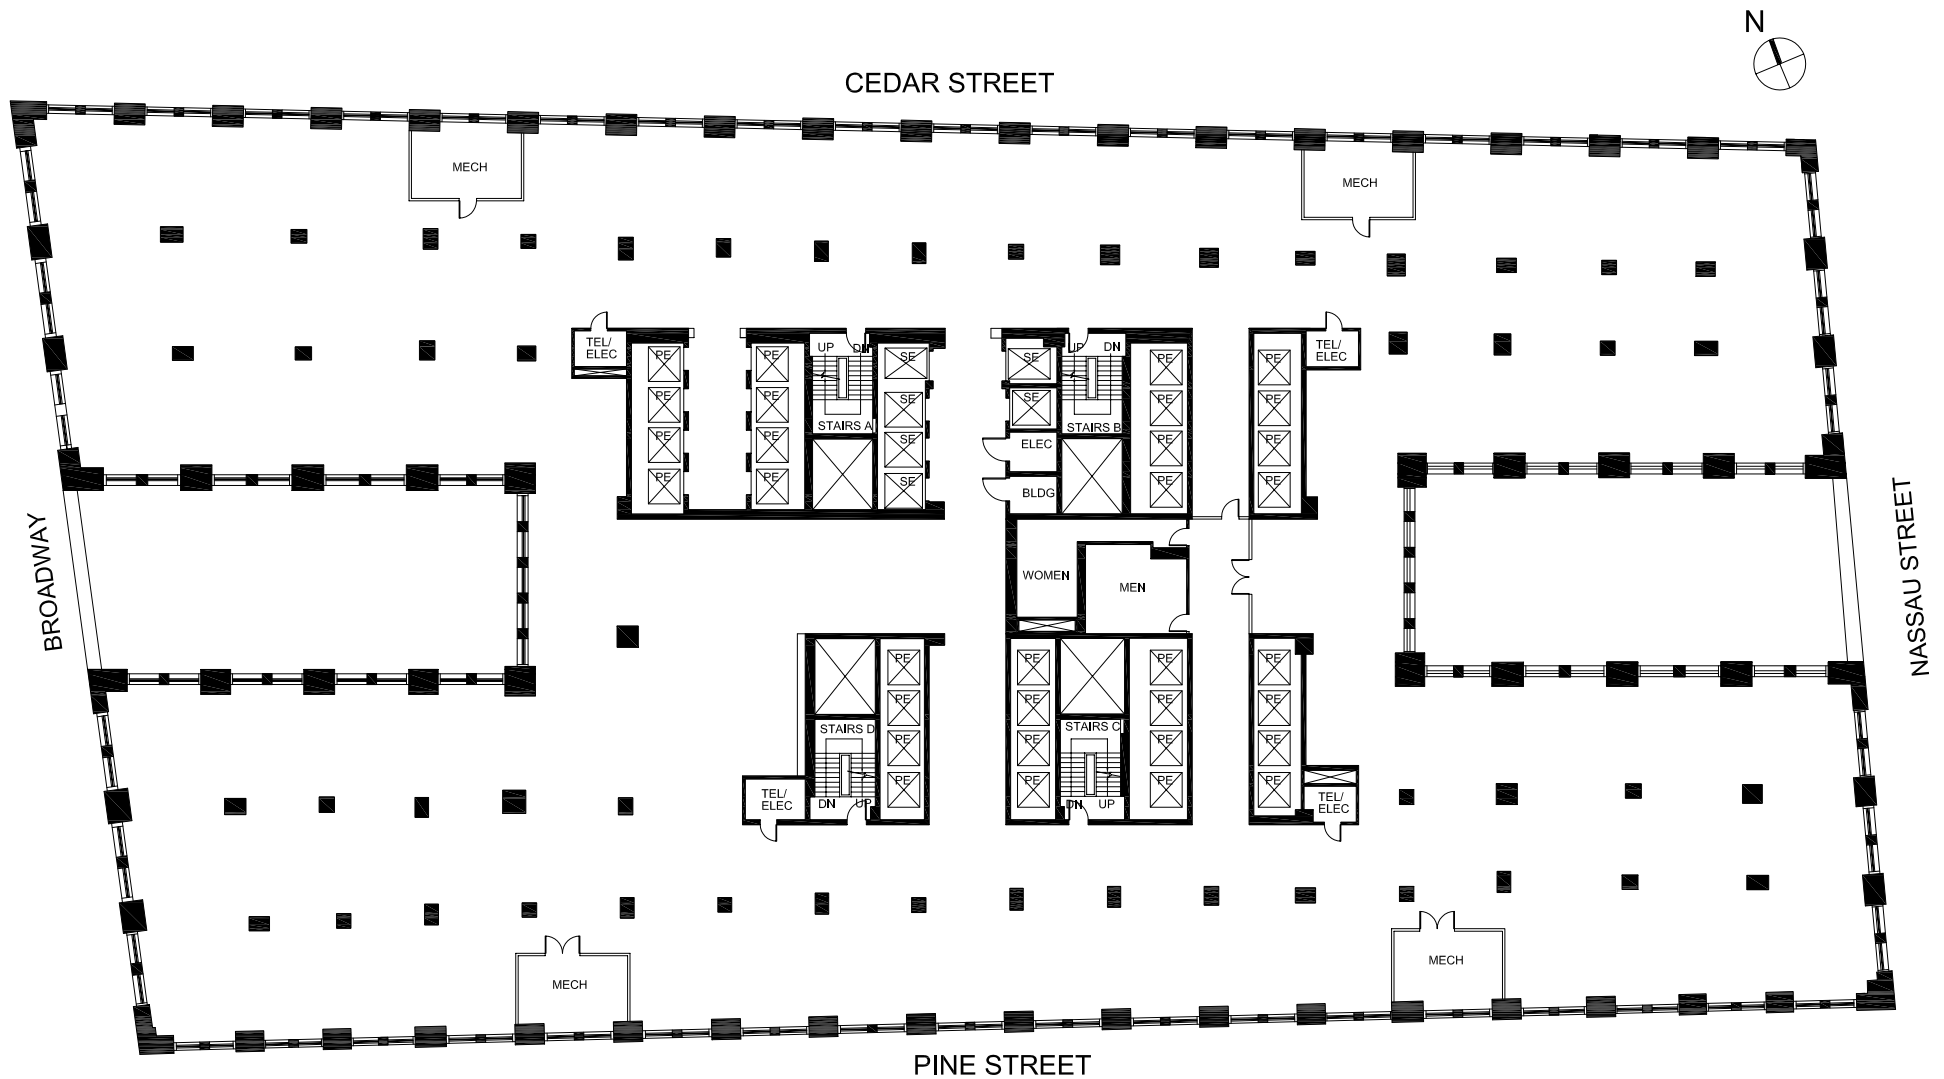 N
CEDAR STREET
MECH
MECH
TEL/
ELEC
PE
PE
UP
DN
SE
SE
UP
DN
PE
PE
TEL/
ELEC
PE
PE
SE
SE
PE
PE
STAIRS A
STAIRS B
PE
PE
SE
ELEC
PE
PE
PE
PE
SE
BLDG
PE
PE
BROADWAY
NASSAU STREET
WOMEN
MEN
PE
PE
PE
PE
PE
PE
PE
PE
STAIRS D
STAIRS C
PE
PE
PE
PE
TEL/
ELEC
DN
UP
PE
PE
DN
UP
PE
PE
TEL/
ELEC
MECH
MECH
PINE STREET